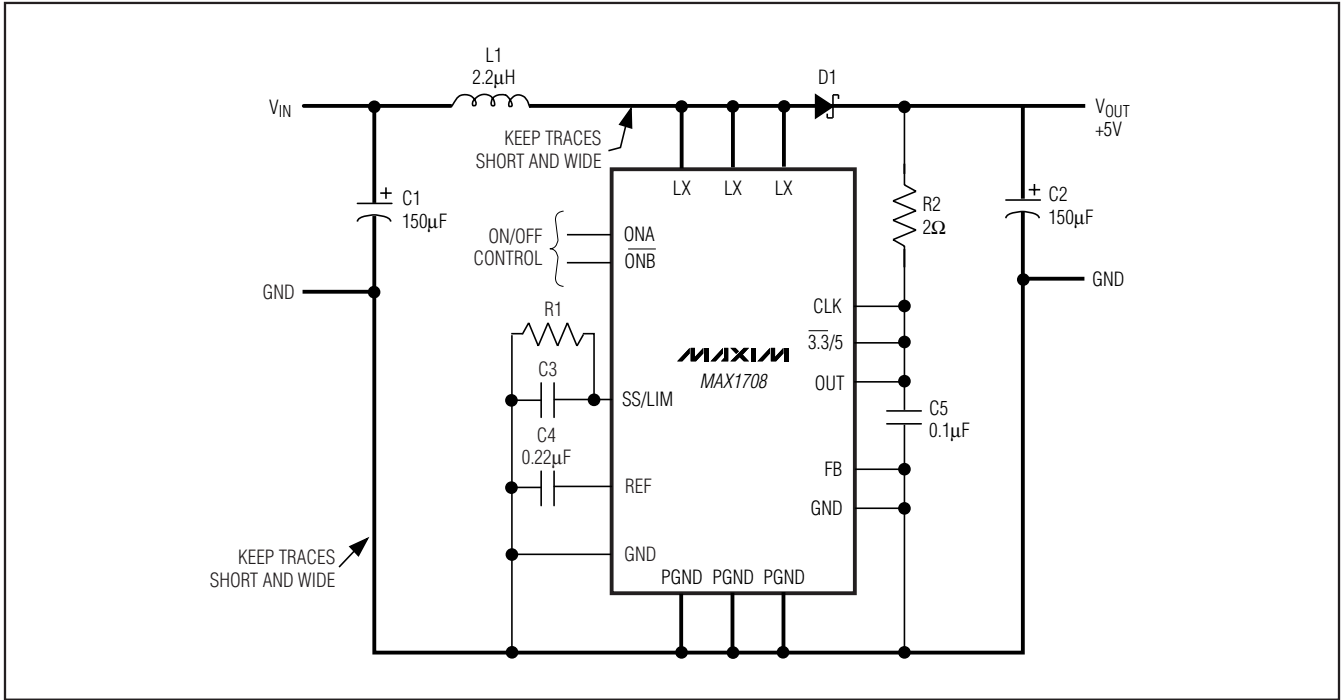 L1
2.2µH
D1
VIN
VOUT
+5V
KEEP TRACES
SHORT AND WIDE
LX LX LX
+
C1
150µF
+
C2
150µF
R2
2Ω
ON/OFF
CONTROL
ONA
ONB
GND
GND
CLK
R1
3.3/5
MAXIM
MAX1708
OUT
C3
SS/LIM
C5
0.1µF
C4
0.22µF
FB
REF
GND
KEEP TRACES
SHORT AND WIDE
GND
PGND PGND PGND